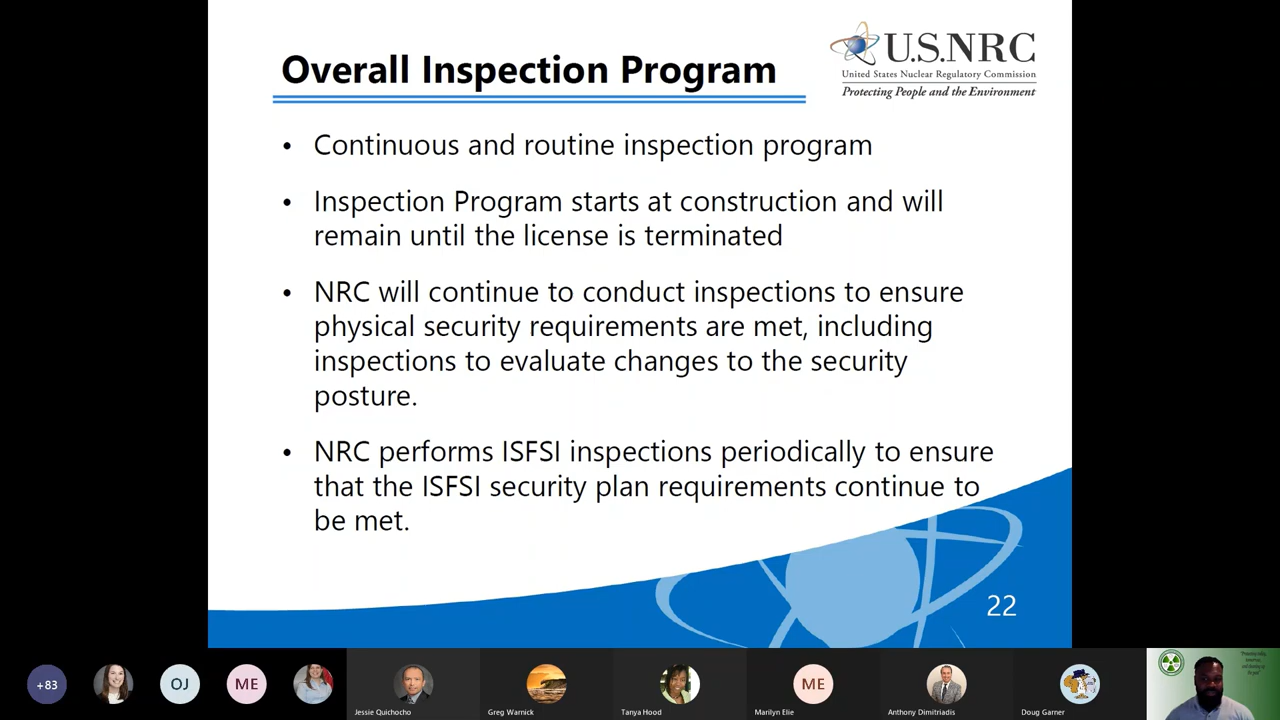 Overall Inspection Program
U.S.NRC
United States Nuclear Regulatory Commission
Protecting People and the Environment
• Continuous and routine inspection program
• Inspection Program starts at construction and will
remain until the license is terminated
• NRC will continue to conduct inspections to ensure
physical security requirements are met, including
inspections to evaluate changes to the security
posture.
• NRC performs ISFSI inspections periodically to ensure
that the ISFSI security plan requirements continue to
be met.
22
+83
OJ
ME
ME
Jessie Quichocho
Greg Warnick
Tanya Hood
Marilyn Elie
Anthony Dimitriadis
Doug Garner